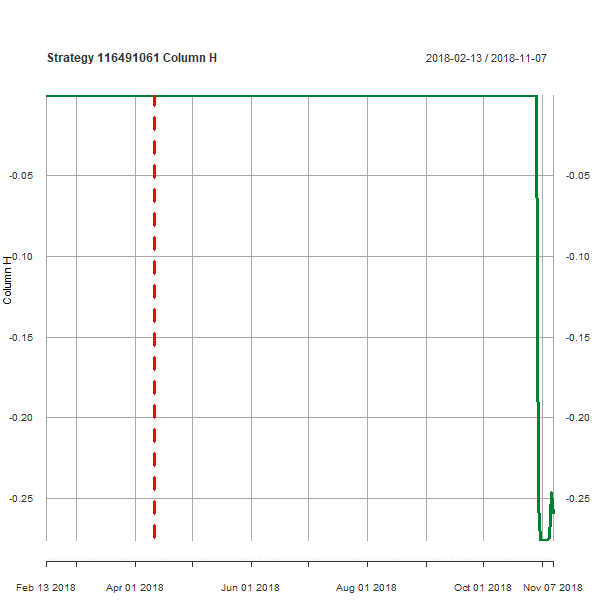 Strategy 116491061 Column H
2018-02-13 / 2018-11-07
-0.05 -0.05
-0.10 -0.10
Column H
-0.15 -0.15
-0.20 -0.20
-0.25 -0.25
Feb 13 2018 Apr 01 2018 Jun 01 2018 Aug 01 2018 Oct 01 2018 Nov 07 2018